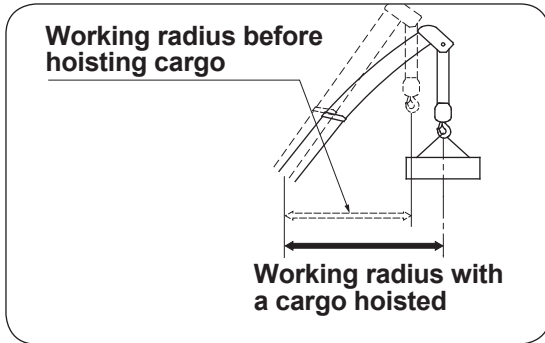 Working radius before
hoisting cargo
Working radius with
a cargo hoisted